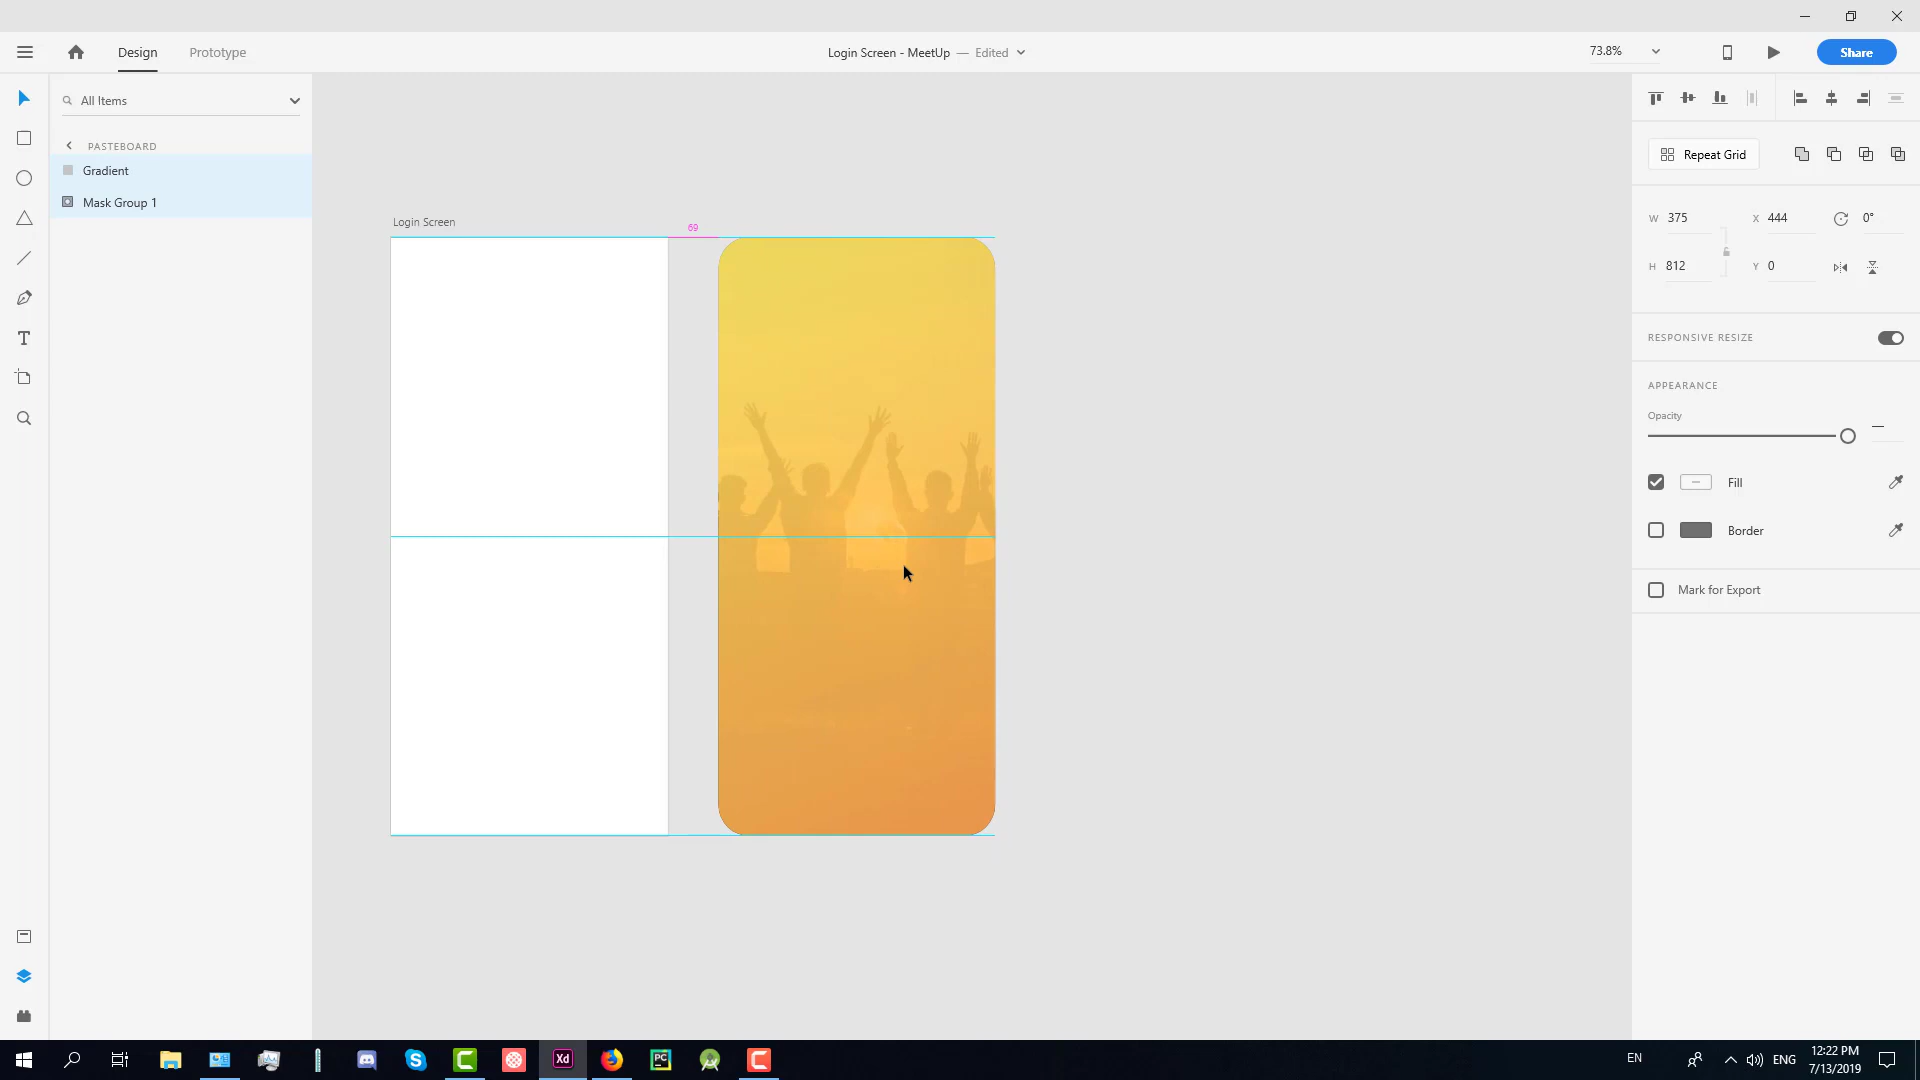 Design
Prototype
Login Screen - MeetUp — Edited
73.8%
Share
All Items
PASTEBOARD
Gradient
Mask Group 1
Login Screen
69
Repeat Grid
W 375
X 444
0°
H 812
Y 0
RESPONSIVE RESIZE
APPEARANCE
Opacity
Fill
Border
Mark for Export
T
Xd
PC
EN
ENG
12:22 PM
7/13/2019